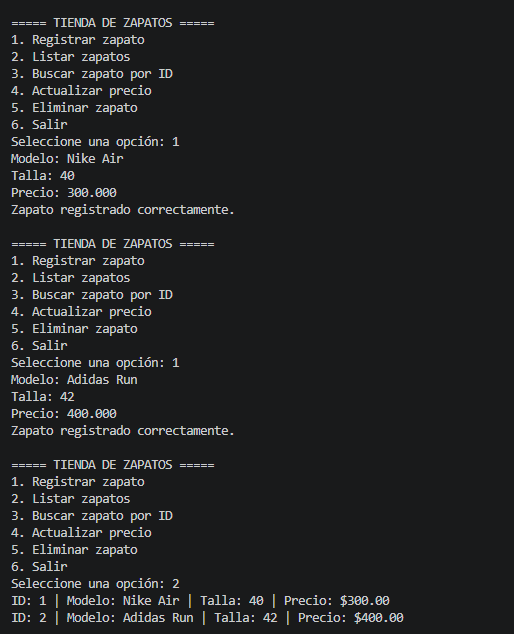 ===== TIENDA DE ZAPATOS =====
1. Registrar zapato
2. Listar zapatos
3. Buscar zapato por ID
4. Actualizar precio
5. Eliminar zapato
6. Salir
Seleccione una opción: 1
Modelo: Nike Air
Talla: 40
Precio: 300.000
Zapato registrado correctamente.

===== TIENDA DE ZAPATOS =====
1. Registrar zapato
2. Listar zapatos
3. Buscar zapato por ID
4. Actualizar precio
5. Eliminar zapato
6. Salir
Seleccione una opción: 1
Modelo: Adidas Run
Talla: 42
Precio: 400.000
Zapato registrado correctamente.

===== TIENDA DE ZAPATOS =====
1. Registrar zapato
2. Listar zapatos
3. Buscar zapato por ID
4. Actualizar precio
5. Eliminar zapato
6. Salir
Seleccione una opción: 2
ID: 1 | Modelo: Nike Air | Talla: 40 | Precio: $300.00
ID: 2 | Modelo: Adidas Run | Talla: 42 | Precio: $400.00